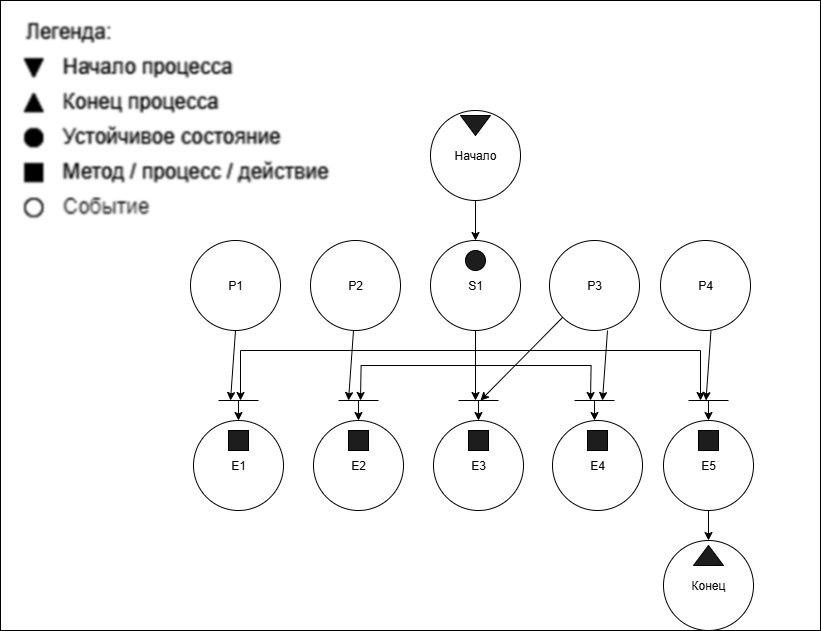 Легенда:
Начало процесса
Конец процесса
Устойчивое состояние
Метод / процесс / действие
Событие
Начало
P1
P2
S1
P3
P4
E1
E2
E3
E4
E5
Конец